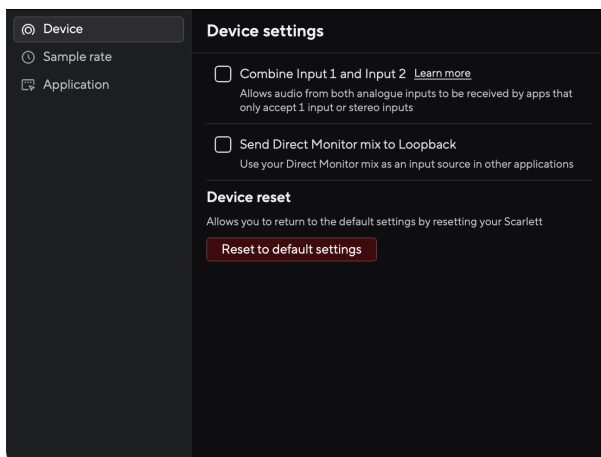 Device
Sample rate
Application
Device settings
Combine Input 1 and Input 2 Learn more
Allows audio from both analogue inputs to be received by apps that
only accept 1 input or stereo inputs
Send Direct Monitor mix to Loopback
Use your Direct Monitor mix as an input source in other applications
Device reset
Allows you to return to the default settings by resetting your Scarlett
Reset to default settings